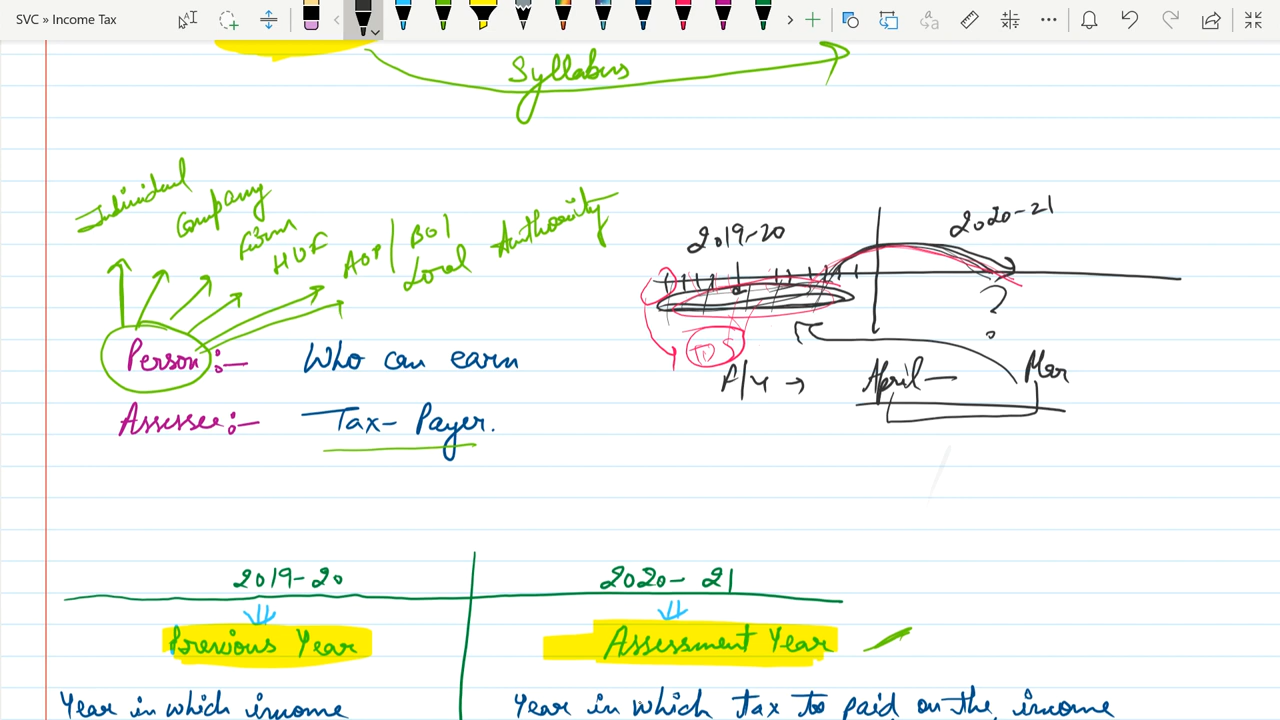 SVC » Income Tax
Syllabus
Individual
Company
Firm
HUF
AOP / BOI
Local Authority
2019-20
2020-21
?
TDS
F/Y → April — Mar
Person :- Who can earn
Assessee :- Tax-Payer.
2019-20 2020-21
Previous Year Assessment Year
Year in which income Year in which tax to paid on the income